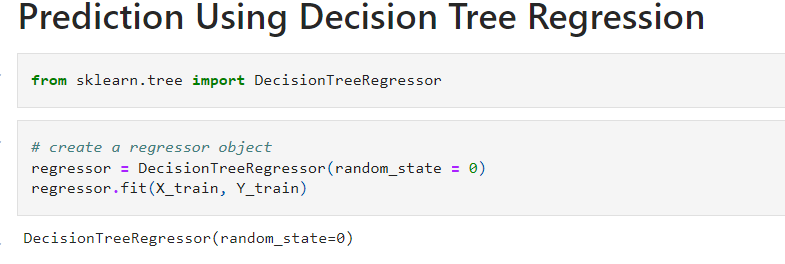 Prediction Using Decision Tree Regression
from sklearn.tree import DecisionTreeRegressor
# create a regressor object
regressor = DecisionTreeRegressor(random_state = 0)
regressor.fit(X_train, Y_train)
DecisionTreeRegressor(random_state=0)